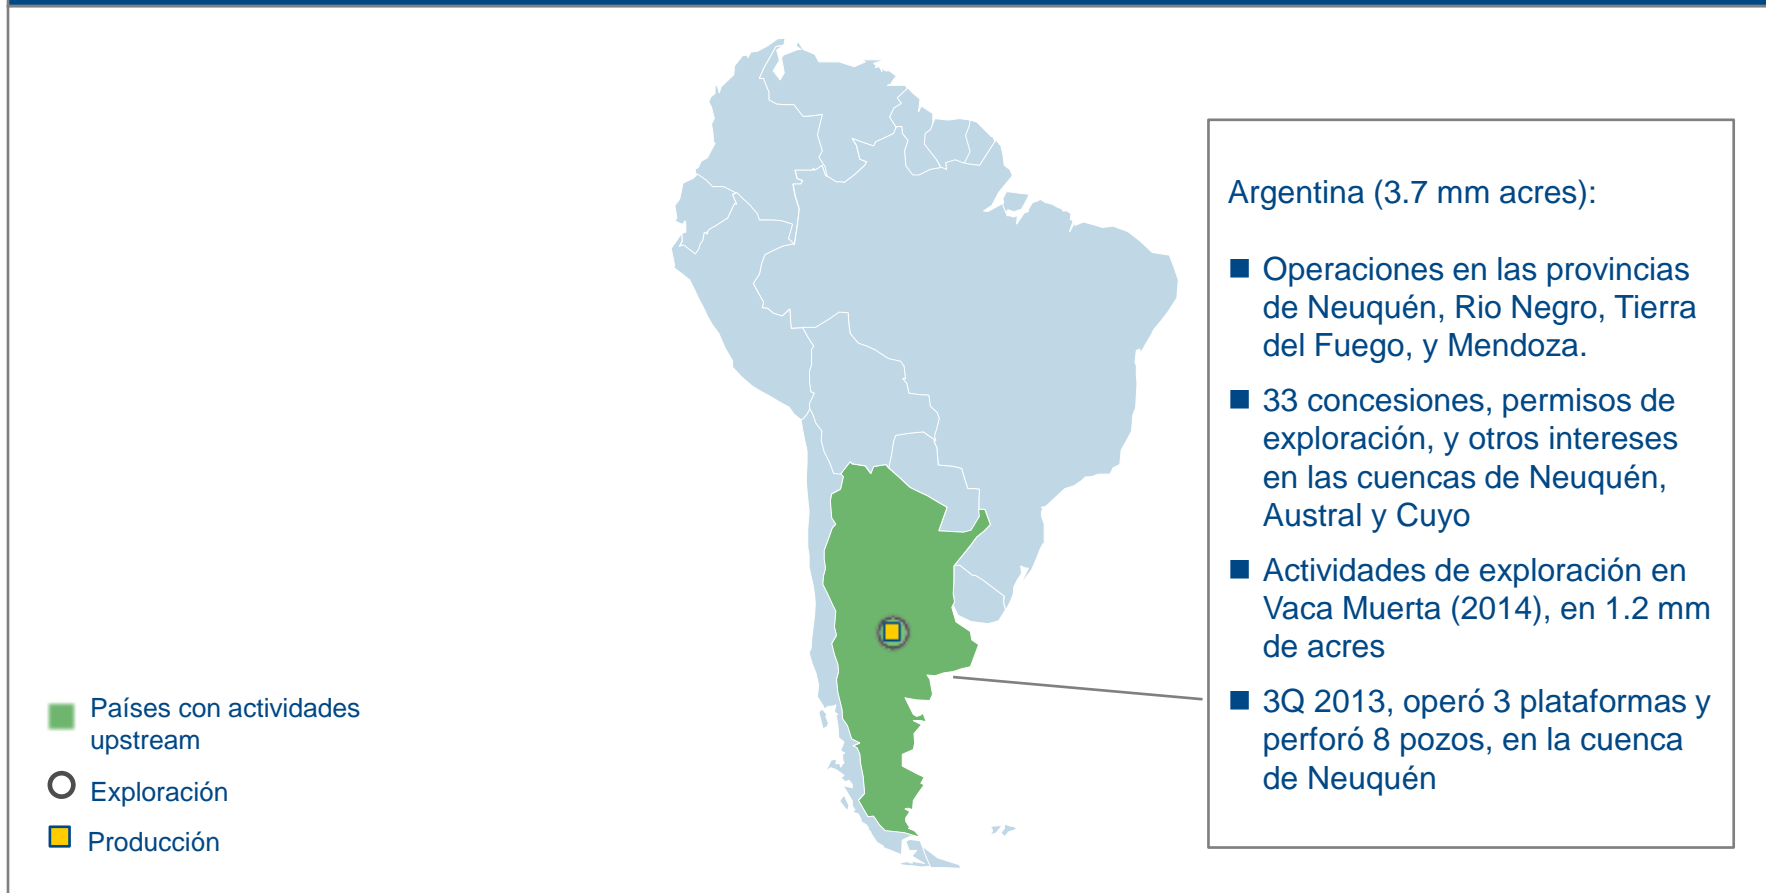 Argentina (3.7 mm acres):
Operaciones en las provincias
de Neuquén, Rio Negro, Tierra
del Fuego, y Mendoza.
33 concesiones, permisos de
exploración, y otros intereses
en las cuencas de Neuquén,
Austral y Cuyo
Actividades de exploración en
Vaca Muerta (2014), en 1.2 mm
de acres
3Q 2013, operó 3 plataformas y
perforó 8 pozos, en la cuenca
de Neuquén
Países con actividades
upstream
Exploración
Producción